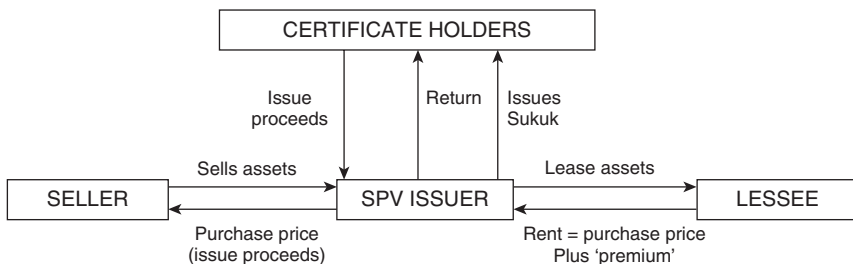 CERTIFICATE HOLDERS
Issue
proceeds
Return
Issues
Sukuk
Sells assets
Lease assets
SELLER
SPV ISSUER
LESSEE
Purchase price
(issue proceeds)
Rent = purchase price
Plus ‘premium’